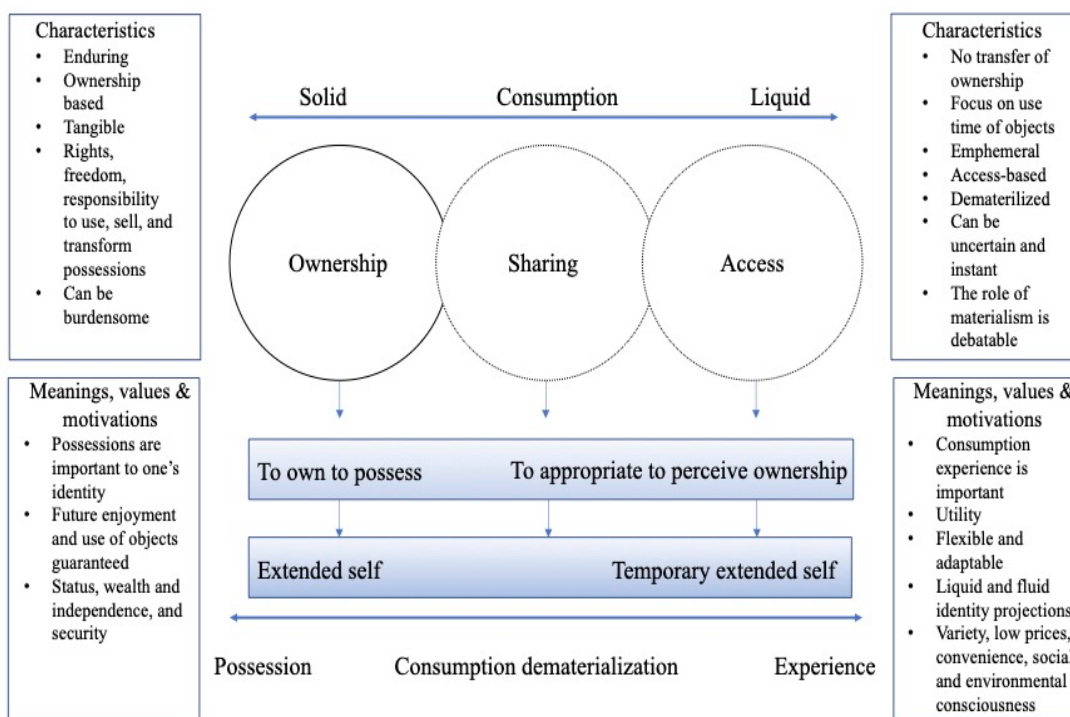 Characteristics
• Enduring
• Ownership
based
• Tangible
• Rights,
freedom,
responsibility
to use, sell, and
transform
possessions
• Can be
burdensome
Meanings, values &
motivations
• Possessions are
important to one’s
identity
• Future enjoyment
and use of objects
guaranteed
• Status, wealth and
independence, and
security
Solid Consumption Liquid
Ownership Sharing Access
To own to possess To appropriate to perceive ownership
Extended self Temporary extended self
Possession Consumption dematerialization Experience
Characteristics
• No transfer of
ownership
• Focus on use
time of objects
• Emphemeral
• Access-based
• Dematerilized
• Can be
uncertain and
instant
• The role of
materialism is
debatable
Meanings, values &
motivations
• Consumption
experience is
important
• Utility
• Flexible and
adaptable
• Liquid and fluid
identity projections
• Variety, low prices,
convenience, social
and environmental
consciousness